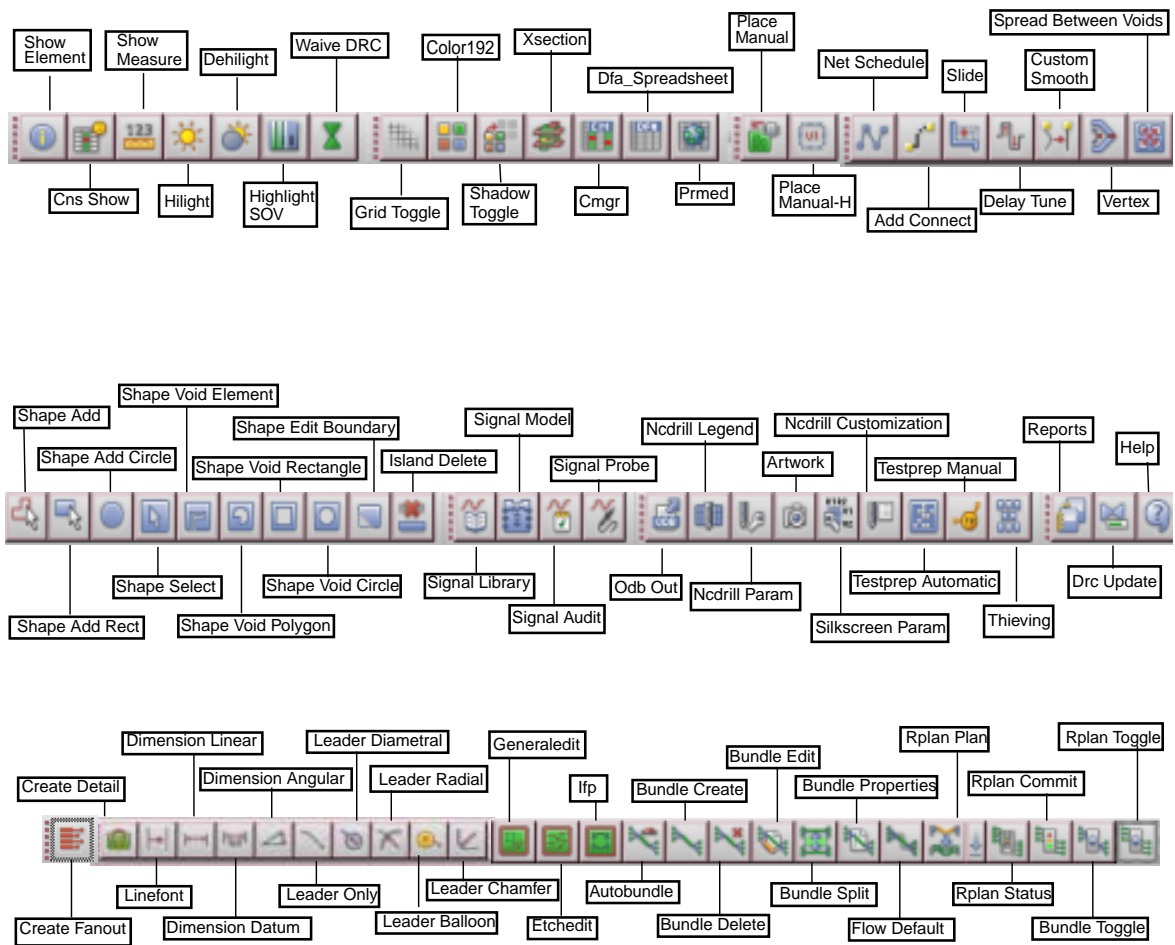 Show
Element
Show
Measure
Dehilight
Waive DRC
Color192
Xsection
Dfa_Spreadsheet
Place
Manual
Net Schedule
Slide
Custom
Smooth
Spread Between Voids
123
Cns Show
Hilight
Highlight
SOV
Grid Toggle
Shadow
Toggle
Cmgr
Prmed
Place
Manual-H
Add Connect
Delay Tune
Vertex
Shape Add
Shape Add Circle
Shape Void Element
Shape Void Rectangle
Shape Edit Boundary
Island Delete
Signal Model
Signal Probe
Ncdrill Legend
Artwork
Ncdrill Customization
Testprep Manual
Reports
Help
Shape Add Rect
Shape Select
Shape Void Polygon
Shape Void Circle
Signal Library
Signal Audit
Odb Out
Ncdrill Param
Silkscreen Param
Testprep Automatic
Thieving
Drc Update
Create Detail
Dimension Linear
Dimension Angular
Leader Diametral
Leader Radial
Generaledit
Ifp
Bundle Create
Bundle Edit
Bundle Properties
Rplan Plan
Rplan Commit
Rplan Toggle
Create Fanout
Linefont
Dimension Datum
Leader Only
Leader Balloon
Leader Chamfer
Etchedit
Autobundle
Bundle Delete
Bundle Split
Flow Default
Rplan Status
Bundle Toggle